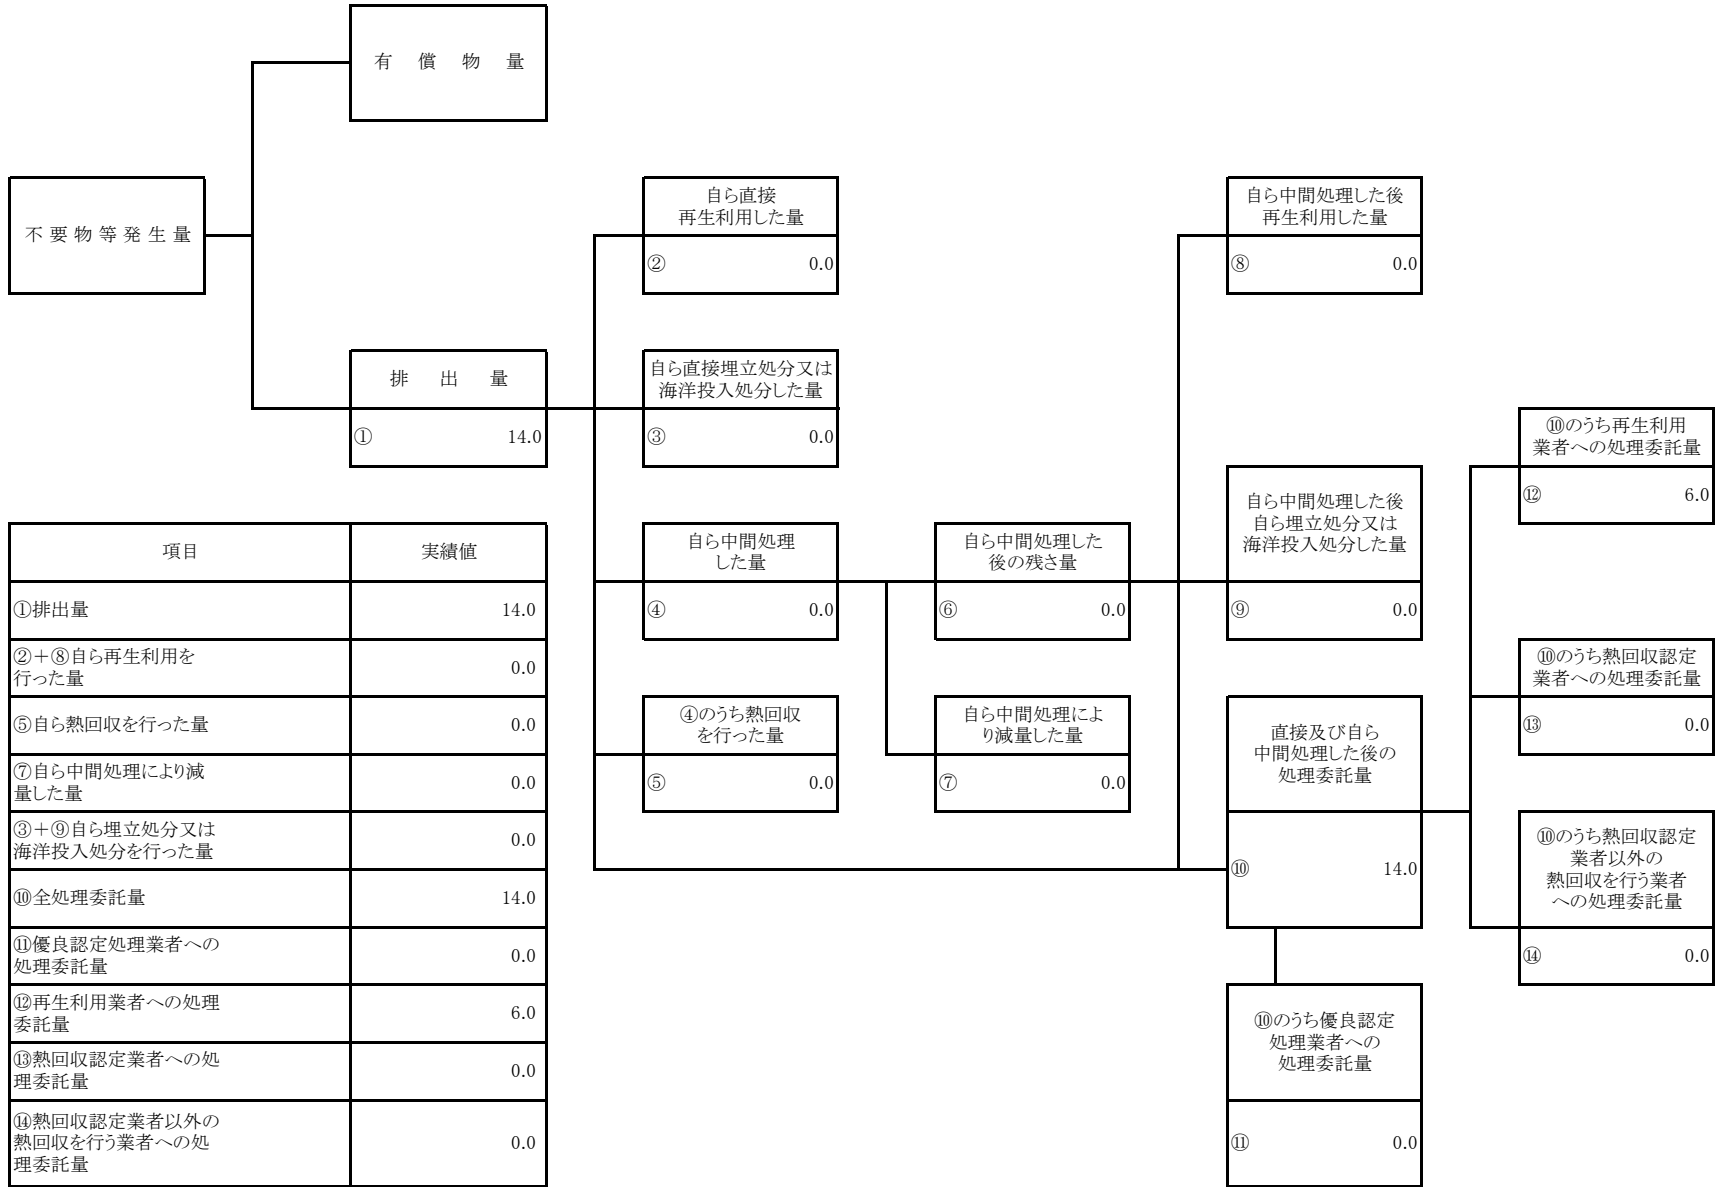 有償物量
不要物等発生量
排出量
① 14.0
自ら直接
再生利用した量
② 0.0
自ら直接埋立処分又は
海洋投入処分した量
③ 0.0
自ら中間処理
した量
④ 0.0
④のうち熱回収
を行った量
⑤ 0.0
自ら中間処理した
後の残さ量
⑥ 0.0
自ら中間処理によ
り減量した量
⑦ 0.0
自ら中間処理した後
再生利用した量
⑧ 0.0
自ら中間処理した後
自ら埋立処分又は
海洋投入処分した量
⑨ 0.0
直接及び自ら
中間処理した後の
処理委託量
⑩ 14.0
⑩のうち優良認定
処理業者への
処理委託量
⑪ 0.0
⑩のうち再生利用
業者への処理委託量
⑫ 6.0
⑩のうち熱回収認定
業者への処理委託量
⑬ 0.0
⑩のうち熱回収認定
業者以外の
熱回収を行う業者
への処理委託量
⑭ 0.0
項目 実績値
①排出量 14.0
②＋⑧自ら再生利用を
行った量 0.0
⑤自ら熱回収を行った量 0.0
⑦自ら中間処理により減
量した量 0.0
③＋⑨自ら埋立処分又は
海洋投入処分を行った量 0.0
⑩全処理委託量 14.0
⑪優良認定処理業者への
処理委託量 0.0
⑫再生利用業者への処理
委託量 6.0
⑬熱回収認定業者への処
理委託量 0.0
⑭熱回収認定業者以外の
熱回収を行う業者への処
理委託量 0.0